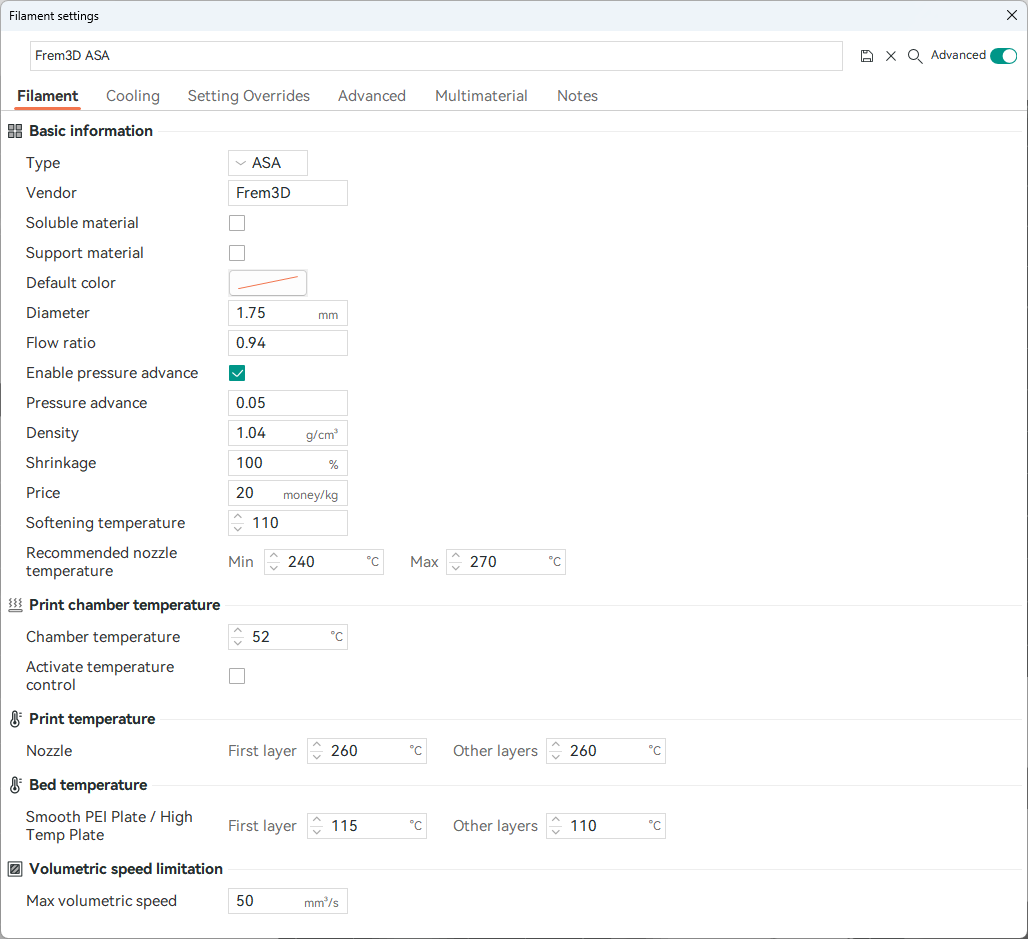 Filament settings
Frem3D ASA
Advanced
Filament Cooling Setting Overrides Advanced Multimaterial Notes
Basic information
Type ASA
Vendor Frem3D
Soluble material
Support material
Default color
Diameter 1.75 mm
Flow ratio 0.94
Enable pressure advance
Pressure advance 0.05
Density 1.04 g/cm³
Shrinkage 100 %
Price 20 money/kg
Softening temperature 110
Recommended nozzle
temperature
Min 240 °C Max 270 °C
Print chamber temperature
Chamber temperature 52 °C
Activate temperature
control
Print temperature
Nozzle First layer 260 °C Other layers 260 °C
Bed temperature
Smooth PEI Plate / High
Temp Plate
First layer 115 °C Other layers 110 °C
Volumetric speed limitation
Max volumetric speed 50 mm³/s